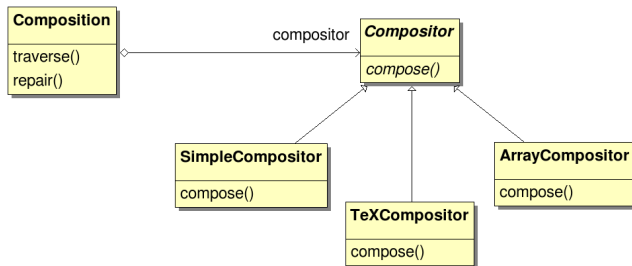 Composition
traverse()
repair()
compositor
Compositor
compose()
SimpleCompositor
compose()
TeXCompositor
compose()
ArrayCompositor
compose()